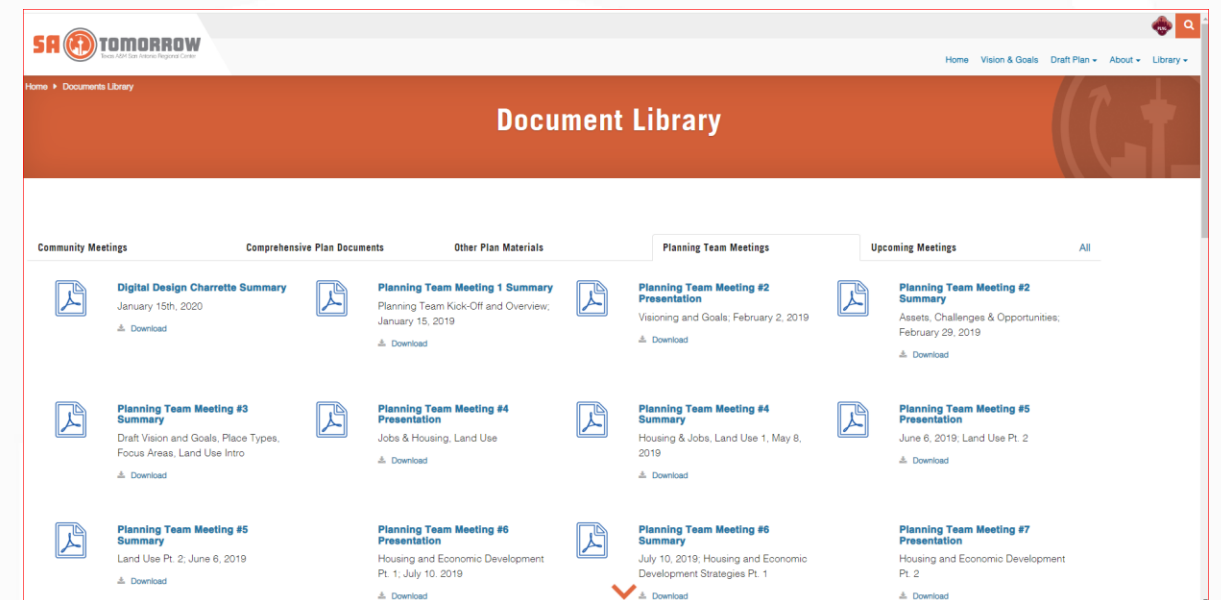 SA TOMORROW
Texas A&M San Antonio Regional Center
Home Vision & Goals Draft Plan About Library
Home Documents Library
Document Library
Community Meetings Comprehensive Plan Documents Other Plan Materials Planning Team Meetings Upcoming Meetings All
Digital Design Charrette Summary
January 15th, 2020
Download
Planning Team Meeting 1 Summary
Planning Team Kick-Off and Overview;
January 15, 2019
Download
Planning Team Meeting #2
Presentation
Visioning and Goals; February 2, 2019
Download
Planning Team Meeting #2
Summary
Assets, Challenges & Opportunities;
February 29, 2019
Download
Planning Team Meeting #3
Summary
Draft Vision and Goals, Place Types,
Focus Areas, Land Use Intro
Download
Planning Team Meeting #4
Presentation
Jobs & Housing, Land Use
Download
Planning Team Meeting #4
Summary
Housing & Jobs, Land Use 1, May 8,
2019
Download
Planning Team Meeting #5
Presentation
June 6, 2019; Land Use Pt. 2
Download
Planning Team Meeting #5
Summary
Land Use Pt. 2; June 6, 2019
Download
Planning Team Meeting #6
Presentation
Housing and Economic Development
Pt. 1; July 10. 2019
Download
Planning Team Meeting #6
Summary
July 10, 2019; Housing and Economic
Development Strategies Pt. 1
Download
Planning Team Meeting #7
Presentation
Housing and Economic Development
Pt. 2
Download